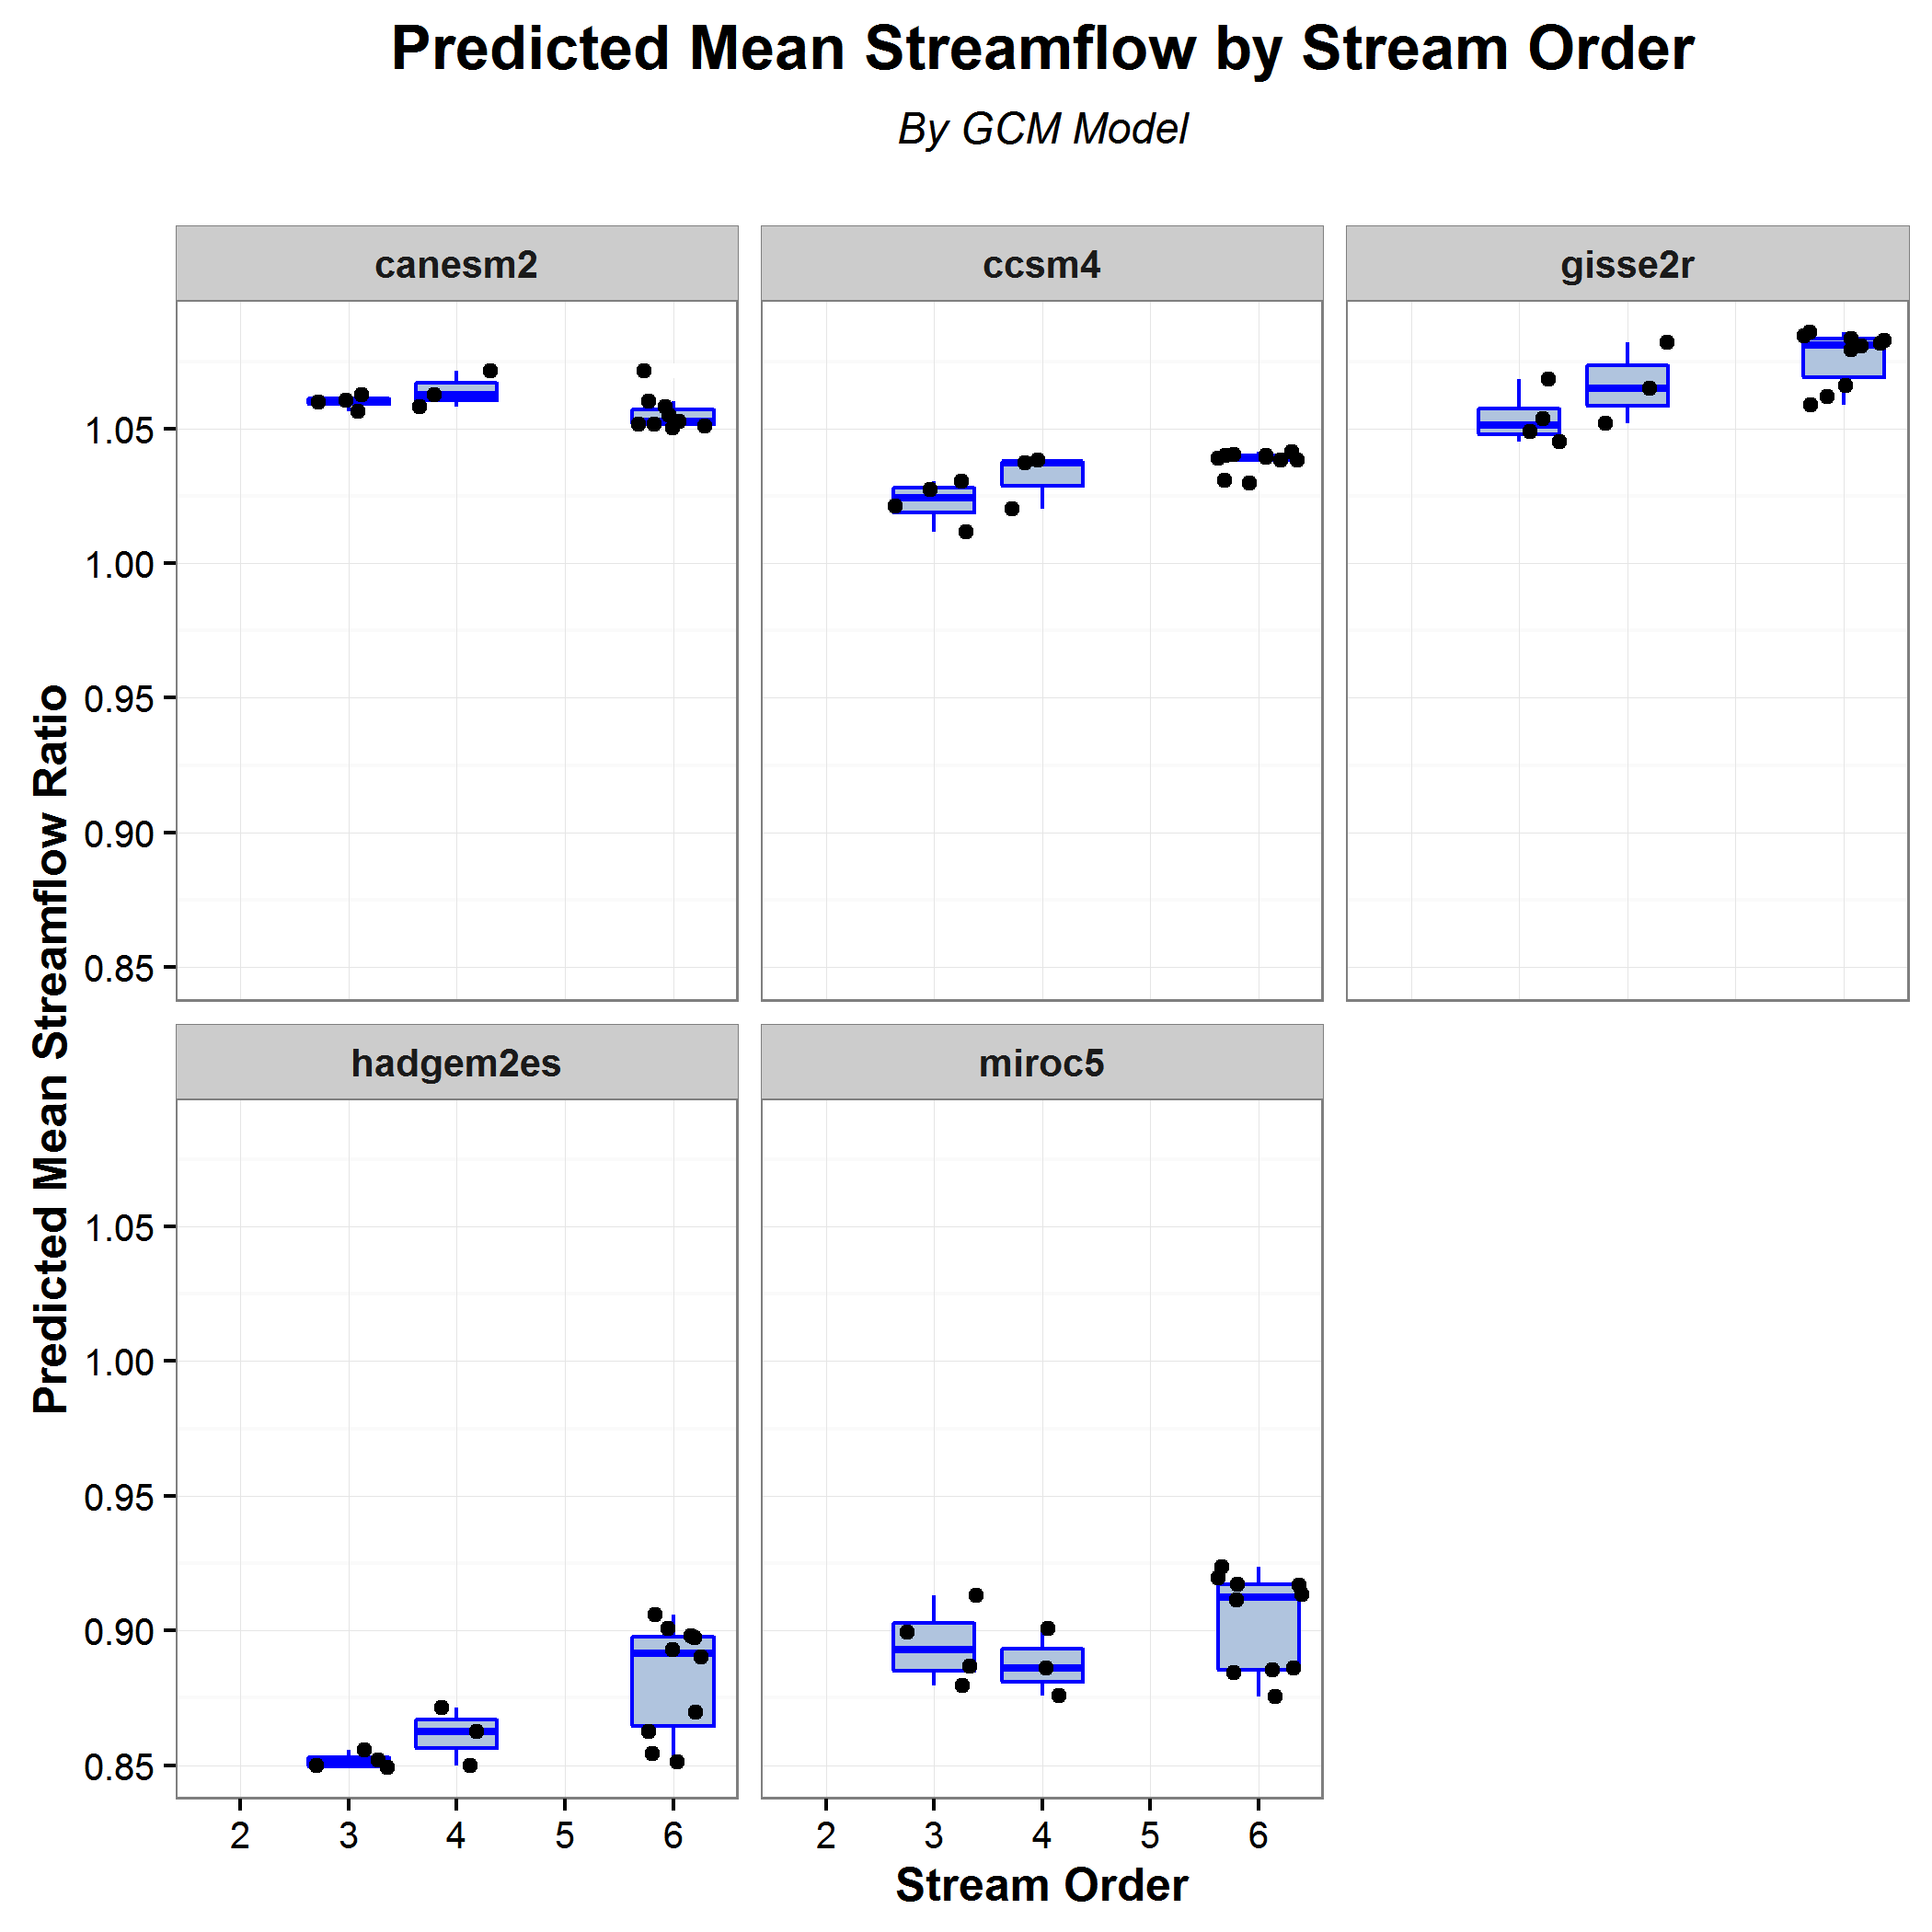 Predicted Mean Streamflow by Stream Order
By GCM Model
canesm2
ccsm4
gisse2r
1.05
1.00
0.95
0.90
0.85
Predicted Mean Streamflow Ratio
hadgem2es
miroc5
1.05
1.00
0.95
0.90
0.85
2 3 4 5 6
2 3 4 5 6
Stream Order